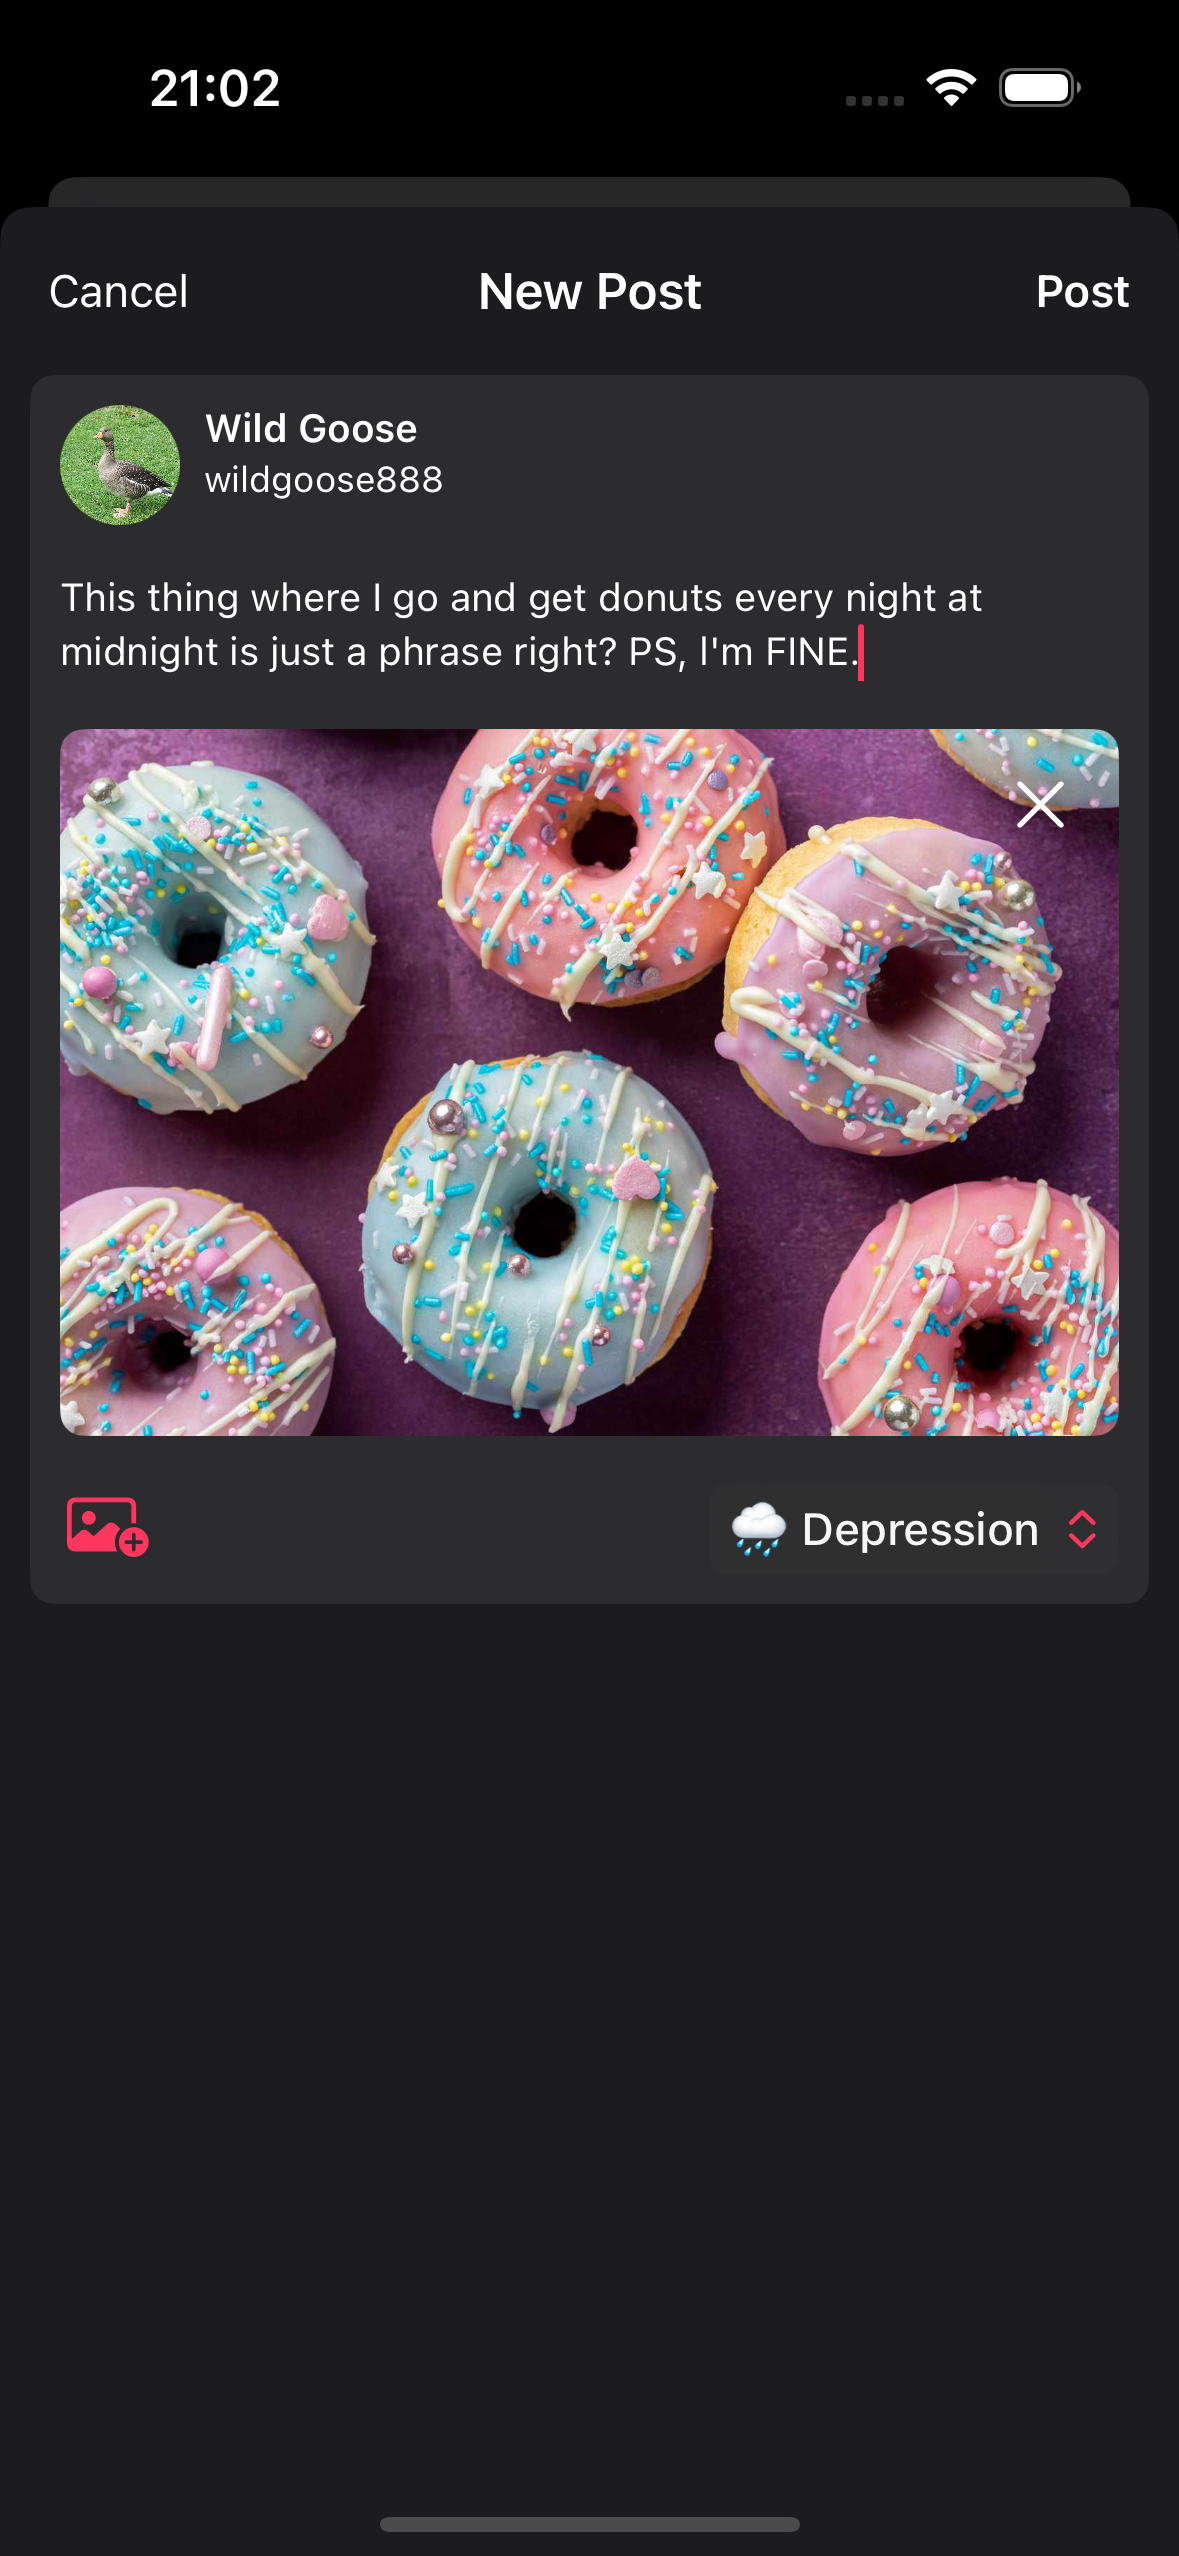 21:02
Cancel
New Post
Post
Wild Goose
wildgoose888
This thing where I go and get donuts every night at
midnight is just a phrase right? PS, I'm FINE.
Depression